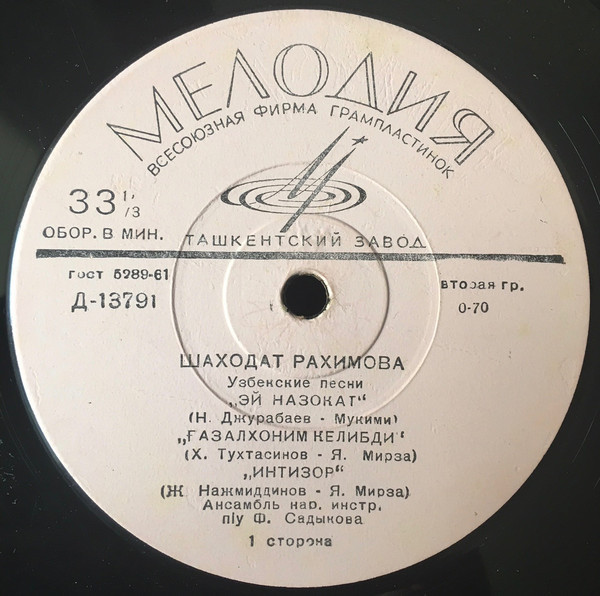 МЕЛОДИЯ
ВСЕСОЮЗНАЯ ФИРМА ГРАМПЛАСТИНОК
33 1/3
ОБОР. В МИН.
ТАШКЕНТСКИЙ ЗАВОД
гост 5289-61
Д-13791
вторая гр.
0-70
ШАХОДАТ РАХИМОВА
Узбекские песни
„ЭЙ НАЗОКАТ"
(Н. Джурабаев - Мукими)
„ҒАЗАЛХОНИМ КЕЛИБДИ"
(Х. Тухтасинов - Я. Мирза)
„ИНТИЗОР"
(Ж Нажмиддинов - Я. Мирза)
Ансамбль нар. инстр.
п/у Ф. Садыкова
1 сторона